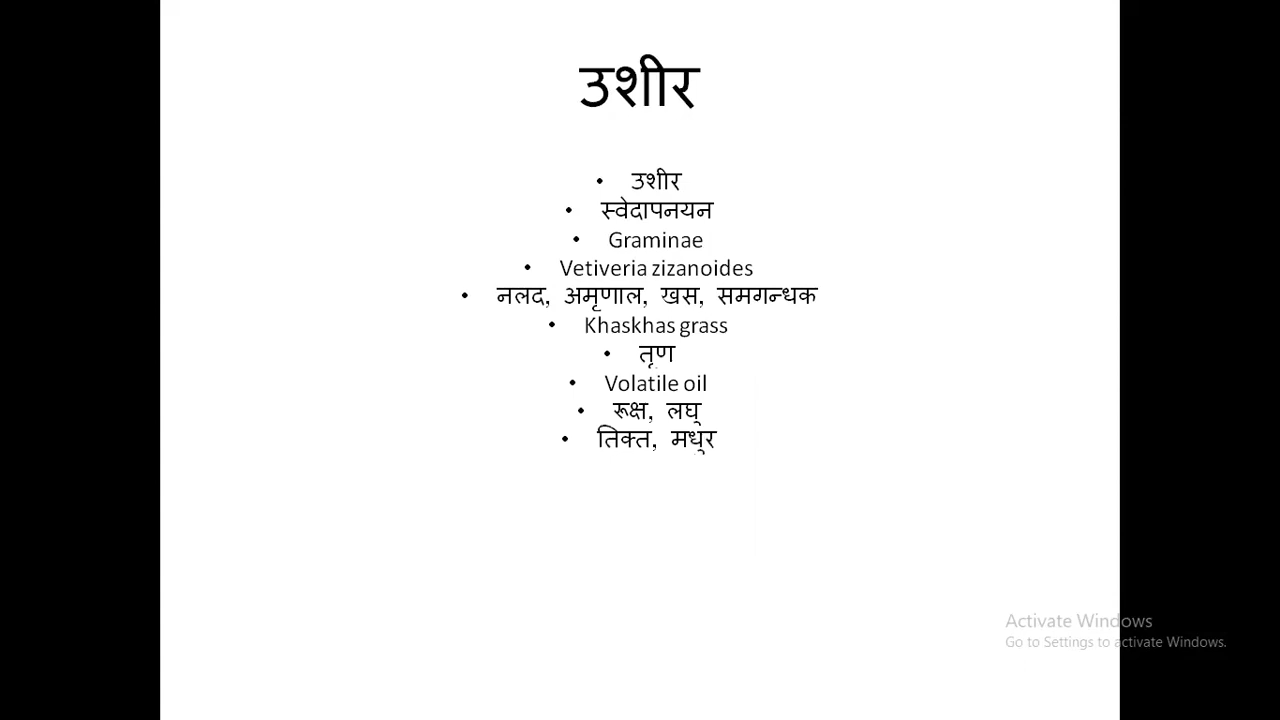 उशीर
• उशीर
• स्वेदापनयन
• Graminae
• Vetiveria zizanoides
• नलद, अमृणाल, खस, समगन्धक
• Khaskhas grass
• तृण
• Volatile oil
• रूक्ष, लघु
• तिक्त, मधुर
Activate Windows
Go to Settings to activate Windows.